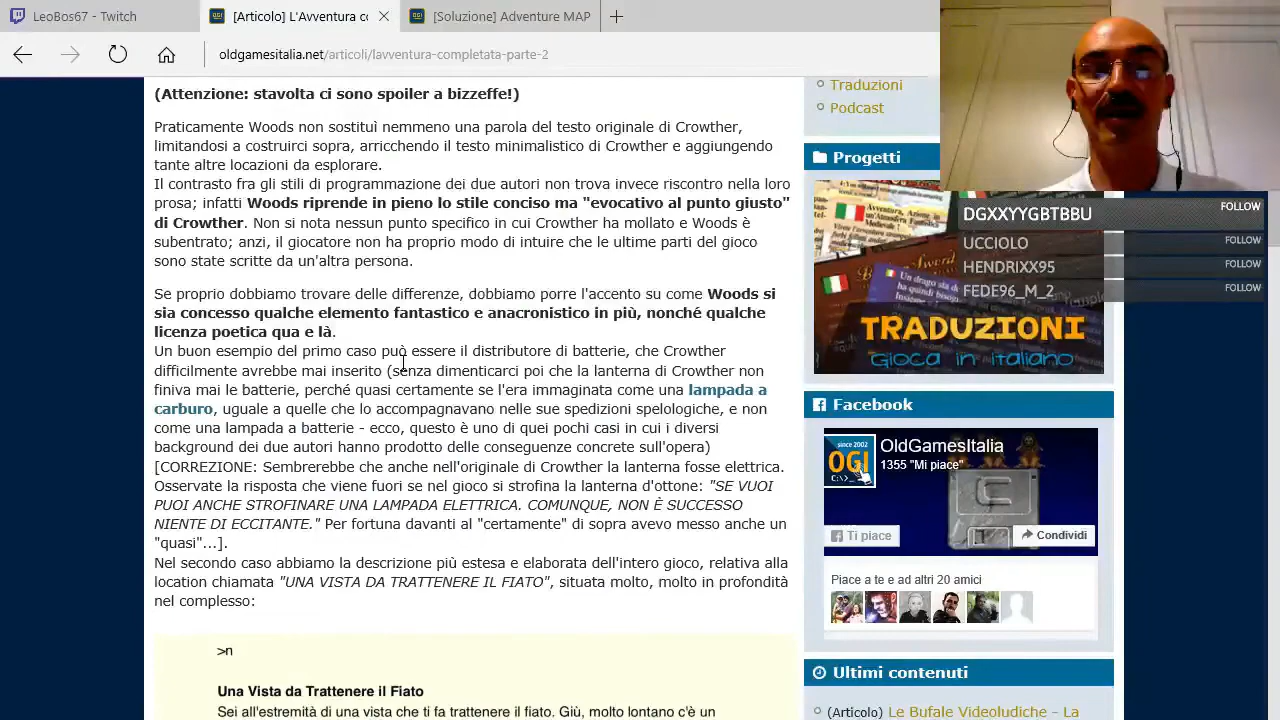 LeoBos67 - Twitch
[Articolo] L'Avventura co
[Soluzione] Adventure MAP
oldgamesitalia.net/articoli/lavventura-completata-parte-2
(Attenzione: stavolta ci sono spoiler a bizzeffe!)
Praticamente Woods non sostituì nemmeno una parola del testo originale di Crowther,
limitandosi a costruirci sopra, arricchendo il testo minimalistico di Crowther e aggiungendo
tante altre locazioni da esplorare.
Il contrasto fra gli stili di programmazione dei due autori non trova invece riscontro nella loro
prosa; infatti Woods riprende in pieno lo stile conciso ma "evocativo al punto giusto"
di Crowther. Non si nota nessun punto specifico in cui Crowther ha mollato e Woods è
subentrato; anzi, il giocatore non ha proprio modo di intuire che le ultime parti del gioco
sono state scritte da un'altra persona.
Se proprio dobbiamo trovare delle differenze, dobbiamo porre l'accento su come Woods si
sia concesso qualche elemento fantastico e anacronistico in più, nonché qualche
licenza poetica qua e là.
Un buon esempio del primo caso può essere il distributore di batterie, che Crowther
difficilmente avrebbe mai inserito (senza dimenticarci poi che la lanterna di Crowther non
finiva mai le batterie, perché quasi certamente se l'era immaginata come una lampada a
carburo, uguale a quelle che lo accompagnavano nelle sue spedizioni spelologiche, e non
come una lampada a batterie - ecco, questo è uno di quei pochi casi in cui i diversi
background dei due autori hanno prodotto delle conseguenze concrete sull'opera)
[CORREZIONE: Sembrerebbe che anche nell'originale di Crowther la lanterna fosse elettrica.
Osservate la risposta che viene fuori se nel gioco si strofina la lanterna d'ottone: "SE VUOI
PUOI ANCHE STROFINARE UNA LAMPADA ELETTRICA. COMUNQUE, NON È SUCCESSO
NIENTE DI ECCITANTE." Per fortuna davanti al "certamente" di sopra avevo messo anche un
"quasi"...].
Nel secondo caso abbiamo la descrizione più estesa e elaborata dell'intero gioco, relativa alla
location chiamata "UNA VISTA DA TRATTENERE IL FIATO", situata molto, molto in profondità
nel complesso:
>n
Una Vista da Trattenere il Fiato
Sei all'estremità di una vista che ti fa trattenere il fiato. Giù, molto lontano c'è un
Traduzioni
Podcast
Progetti
DGXXYYGBTBBU FOLLOW
UCCIOLO FOLLOW
HENDRIXX95 FOLLOW
FEDE96_M_2 FOLLOW
TRADUZIONI
Gioca in italiano
Facebook
since 2002
OGI
C:\>_
OldGamesItalia
1355 "Mi piace"
Ti piace
Condividi
Piace a te e ad altri 20 amici
Ultimi contenuti
(Articolo) Le Bufale Videoludiche - La